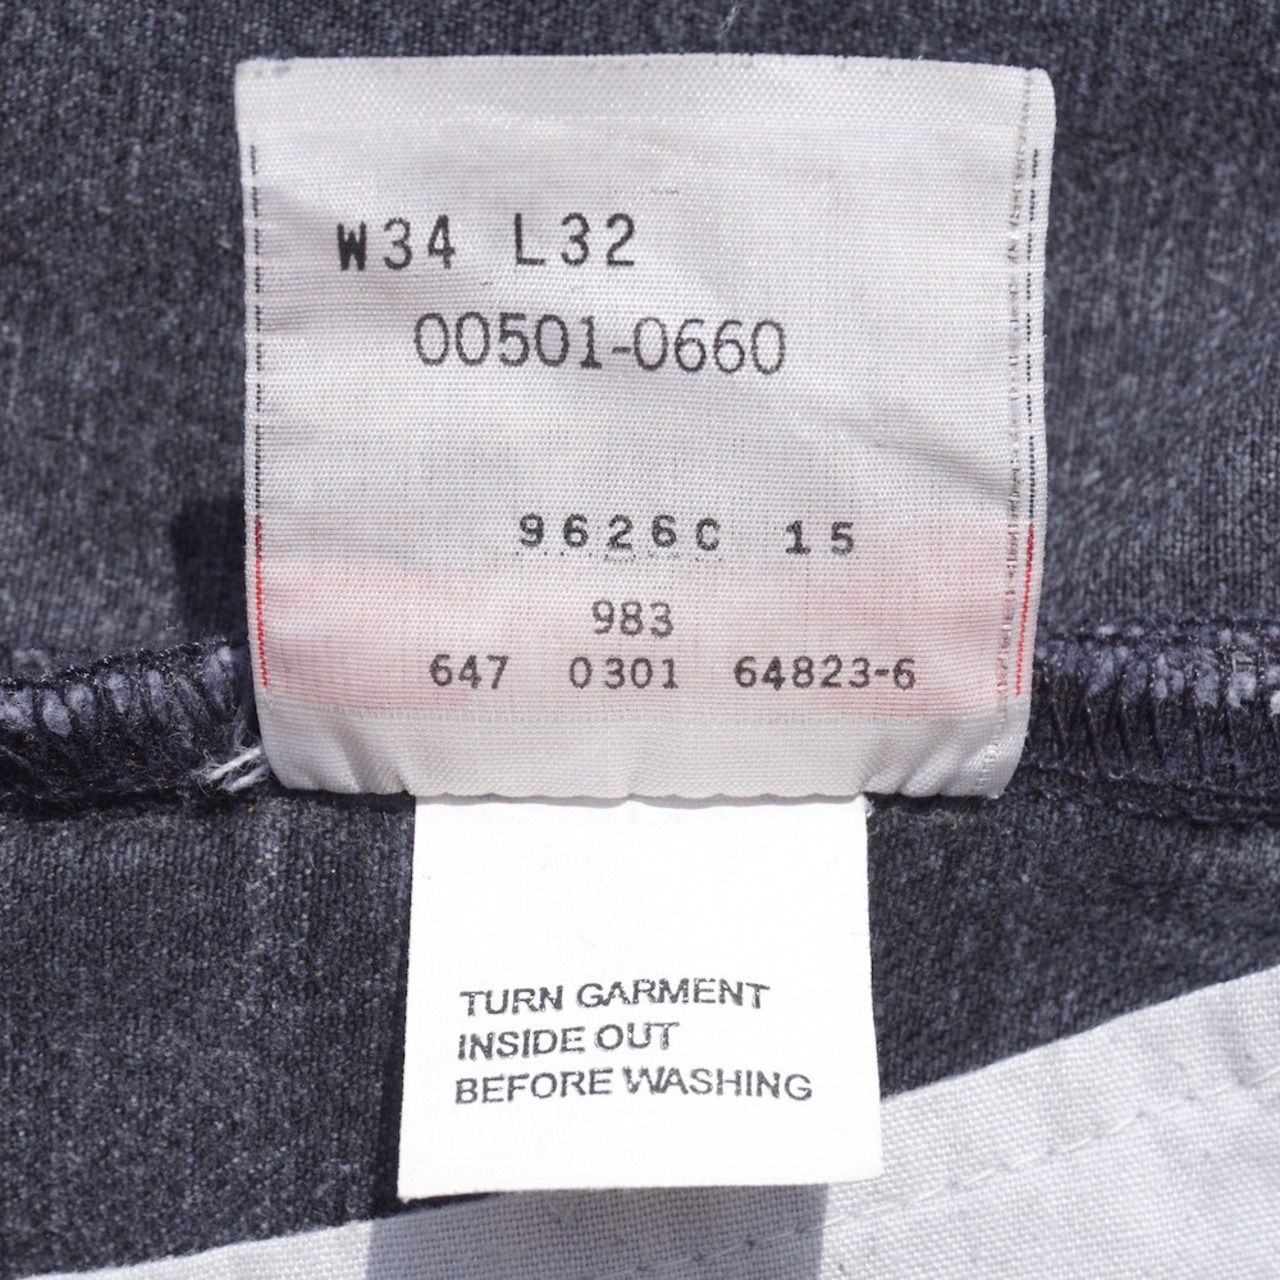 W34 L32
00501-0660
9626C 15
983
647 0301 64823-6
TURN GARMENT
INSIDE OUT
BEFORE WASHING